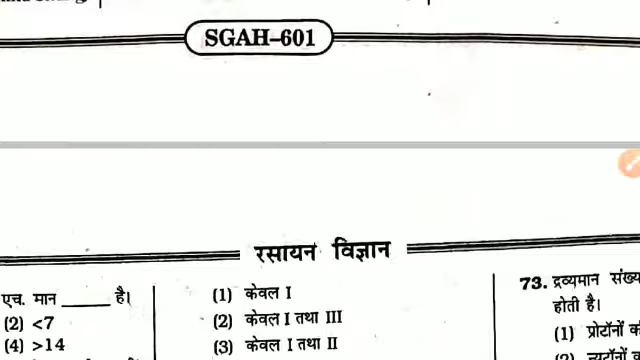 SGAH–601
रसायन विज्ञान
एच. मान ______ है।
(2) <7
(4) >14
(1) केवल I
(2) केवल I तथा III
(3) केवल I तथा II
73. द्रव्यमान
होती है।
(1) प्रोटॉनों
(2)